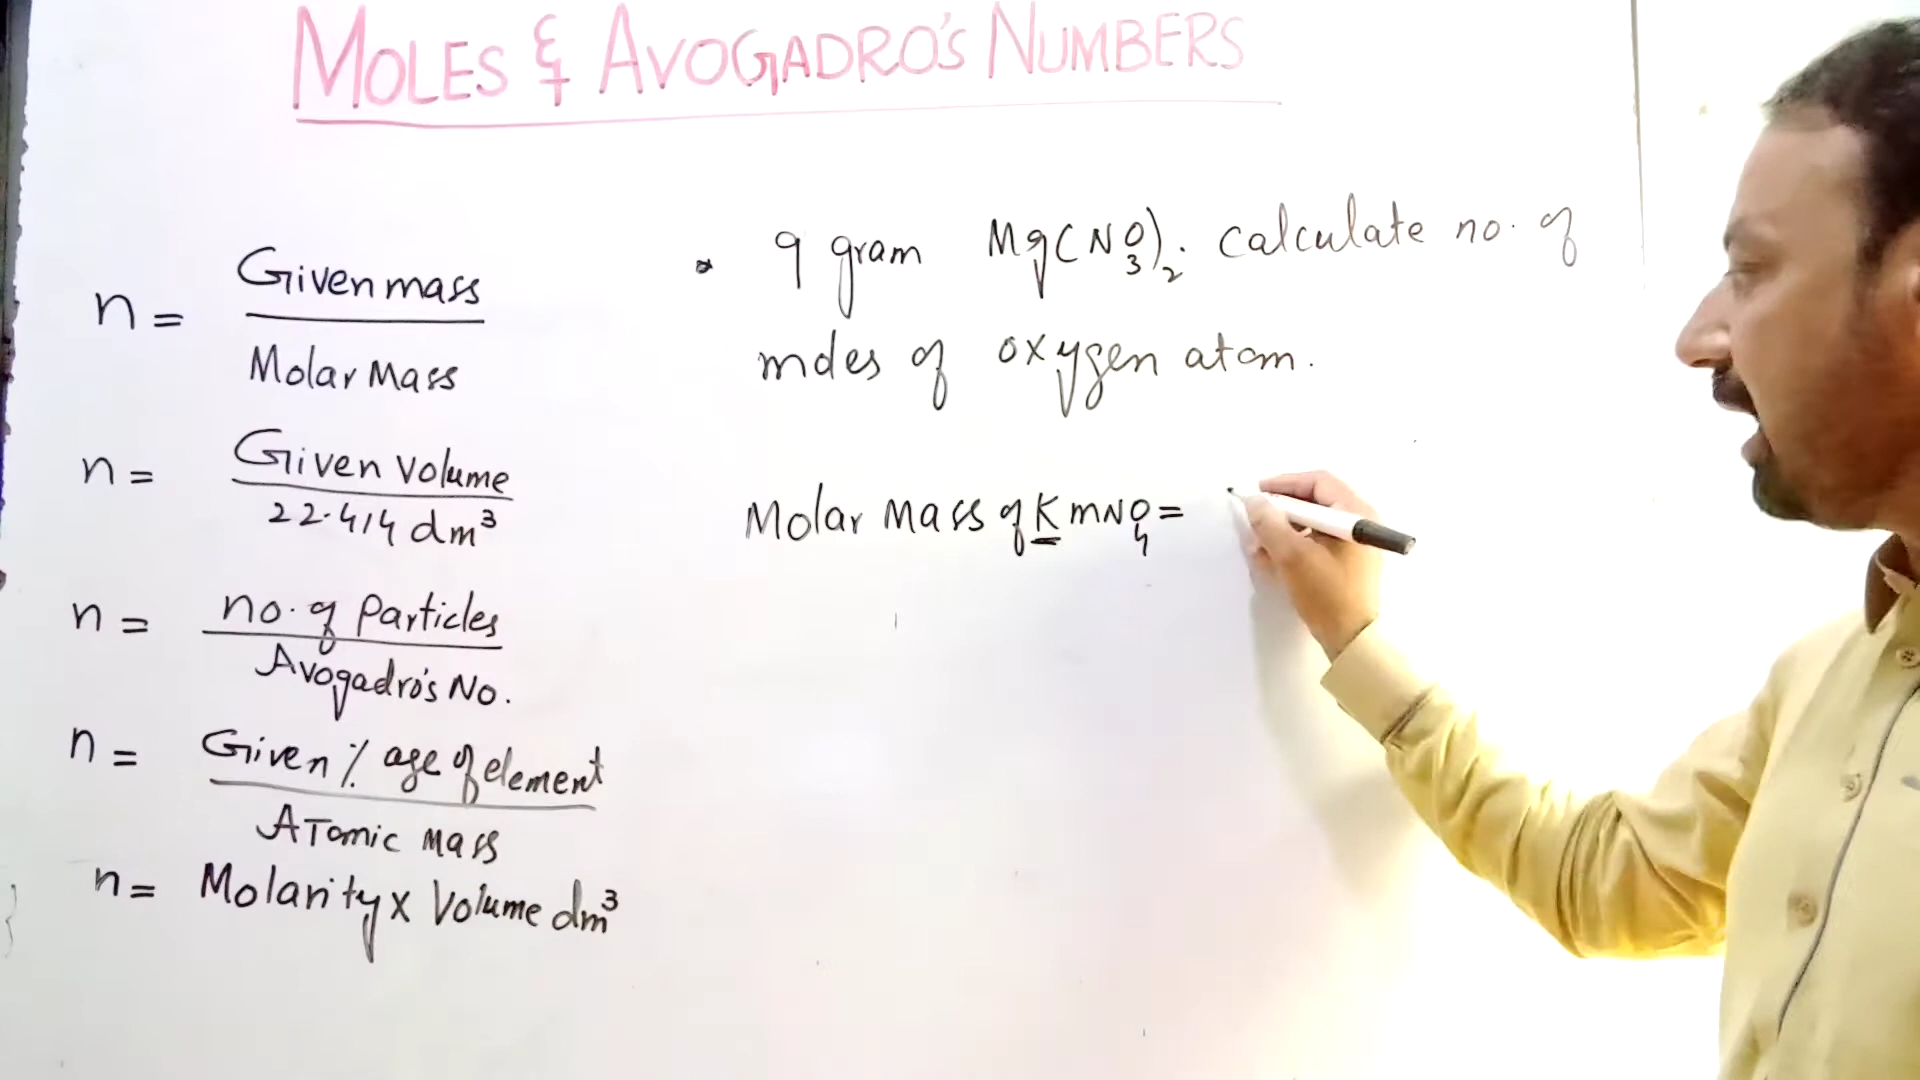 MOLES & AVOGADRO'S NUMBERS
n = Given mass
Molar Mass
n = Given Volume
22.414 dm³
n = no. of Particles
Avogadro's No.
n = Given % age of element
ATomic Mass
n = Molarity x Volume dm³
• 9 gram Mg(NO₃)₂. calculate no. of
moles of oxygen atom.
Molar Mass of KmNO₄ =